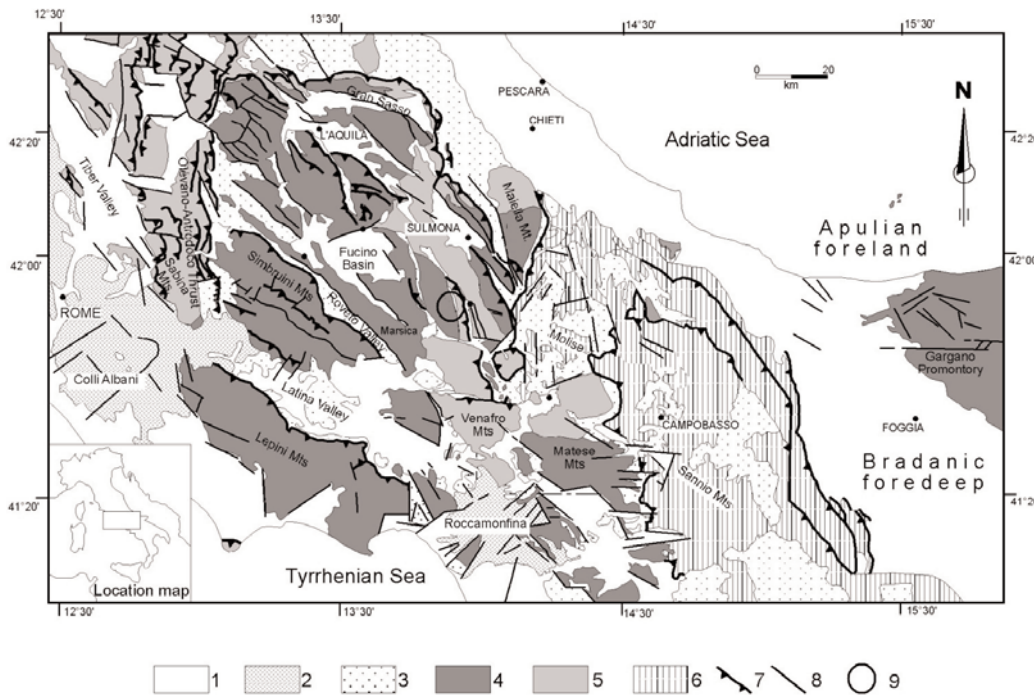 12°30'
13°30'
14°30'
15°30'
42°20'
42°20'
42°00'
42°00'
41°20'
41°20'
12°30'
13°30'
14°30'
15°30'
0 20
km
N
PESCARA
Gran Sasso
CHIETI
L'AQUILA
Adriatic Sea
Tiber Valley
Olevano-Antrodoco Thrust
Maiella Mt.
SULMONA
Apulian
foreland
Fucino
Basin
Sabina
Mts
Simbruini Mts
Roveto Valley
ROME
Marsica
Molise
Colli Albani
Gargano
Promontory
Latina Valley
Venafro
Mts
CAMPOBASSO
FOGGIA
Lepini Mts
Matese
Mts
Sannio Mts
Bradanic
foredeep
Roccamonfina
Tyrrhenian Sea
Location map
1 2 3 4 5 6 7 8 9